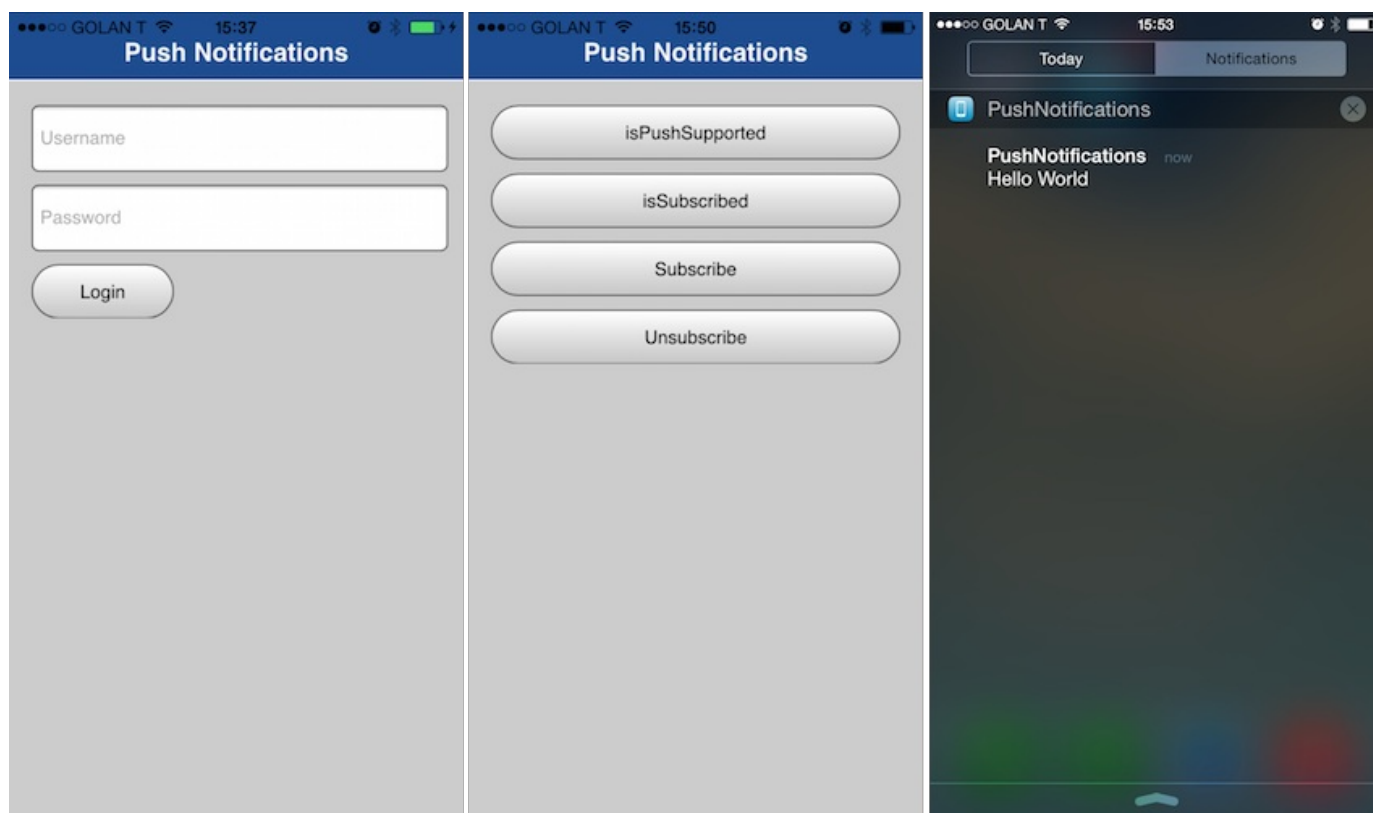 GOLAN T 15:37
Push Notifications
Username
Password
Login
GOLAN T 15:50
Push Notifications
isPushSupported
isSubscribed
Subscribe
Unsubscribe
GOLAN T 15:53
Today Notifications
PushNotifications
PushNotifications now
Hello World